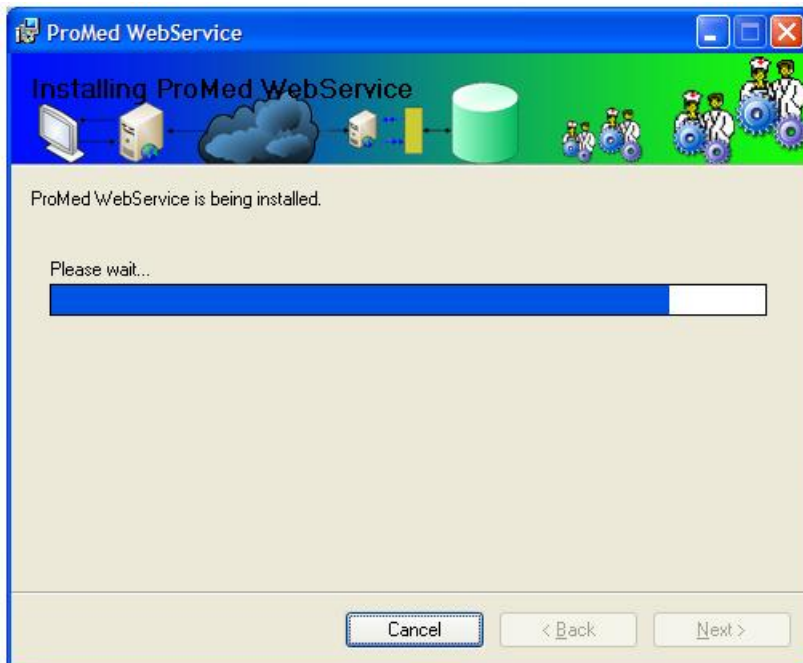 ProMed WebService
Installing ProMed WebService
ProMed WebService is being installed.
Please wait...
Cancel
< Back
Next >